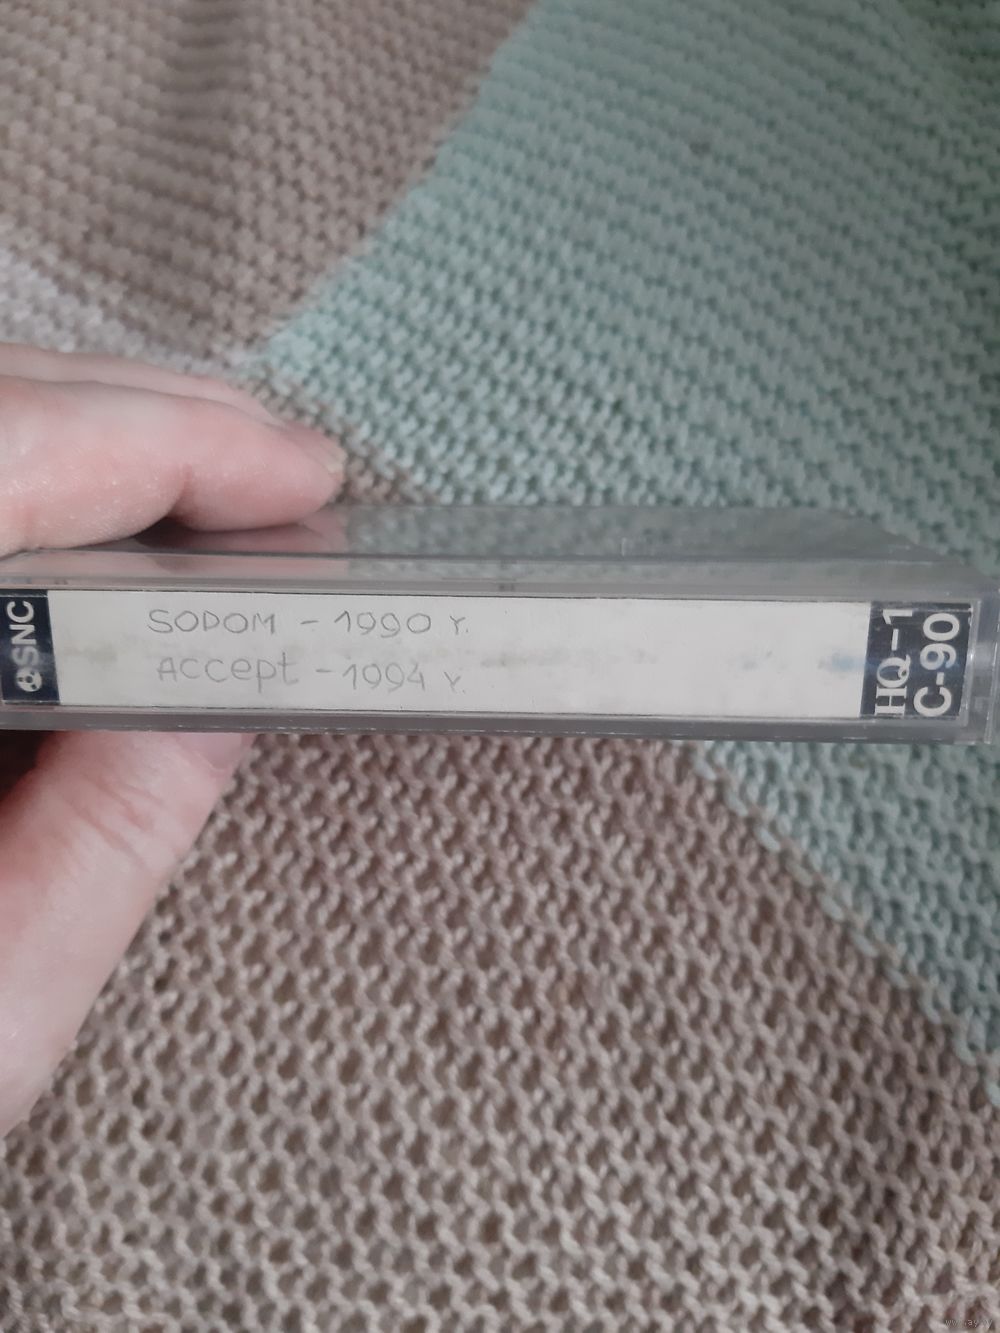 SNC
SODOM - 1990 Y.
Accept - 1994 Y.
HQ-1
C-90